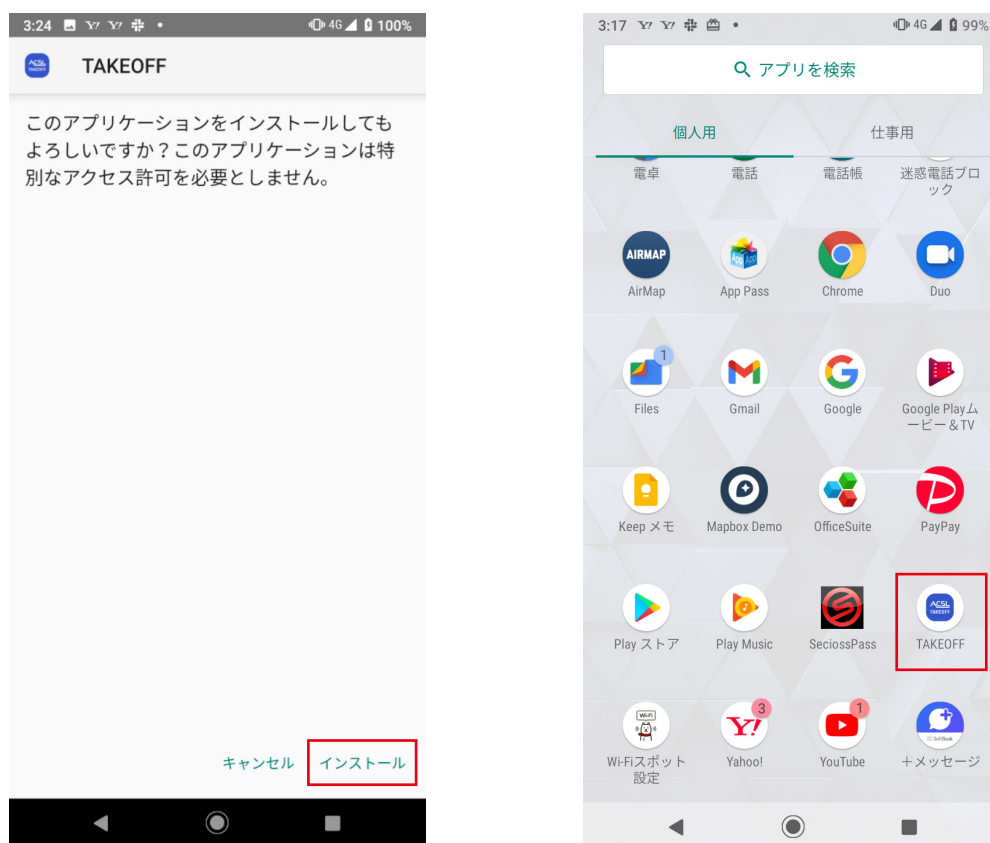 3:24 Y? Y? 4G 100%
ACSL
TAKEOFF
TAKEOFF
このアプリケーションをインストールしても
よろしいですか？このアプリケーションは特
別なアクセス許可を必要としません。
キャンセル インストール
3:17 Y? Y? 4G 99%
アプリを検索
個人用 仕事用
電卓 電話 電話帳 迷惑電話ブロ
ック
AIRMAP
App App
AirMap App Pass Chrome Duo
1
Files Gmail Google Google Playム
ービー＆TV
Keep メモ Mapbox Demo OfficeSuite PayPay
ACSL
TAKEOFF
Play ストア Play Music SeciossPass TAKEOFF
Wi-Fi
Y! 3
1
SoftBank
Wi-Fiスポット
設定
Yahoo! YouTube ＋メッセージ